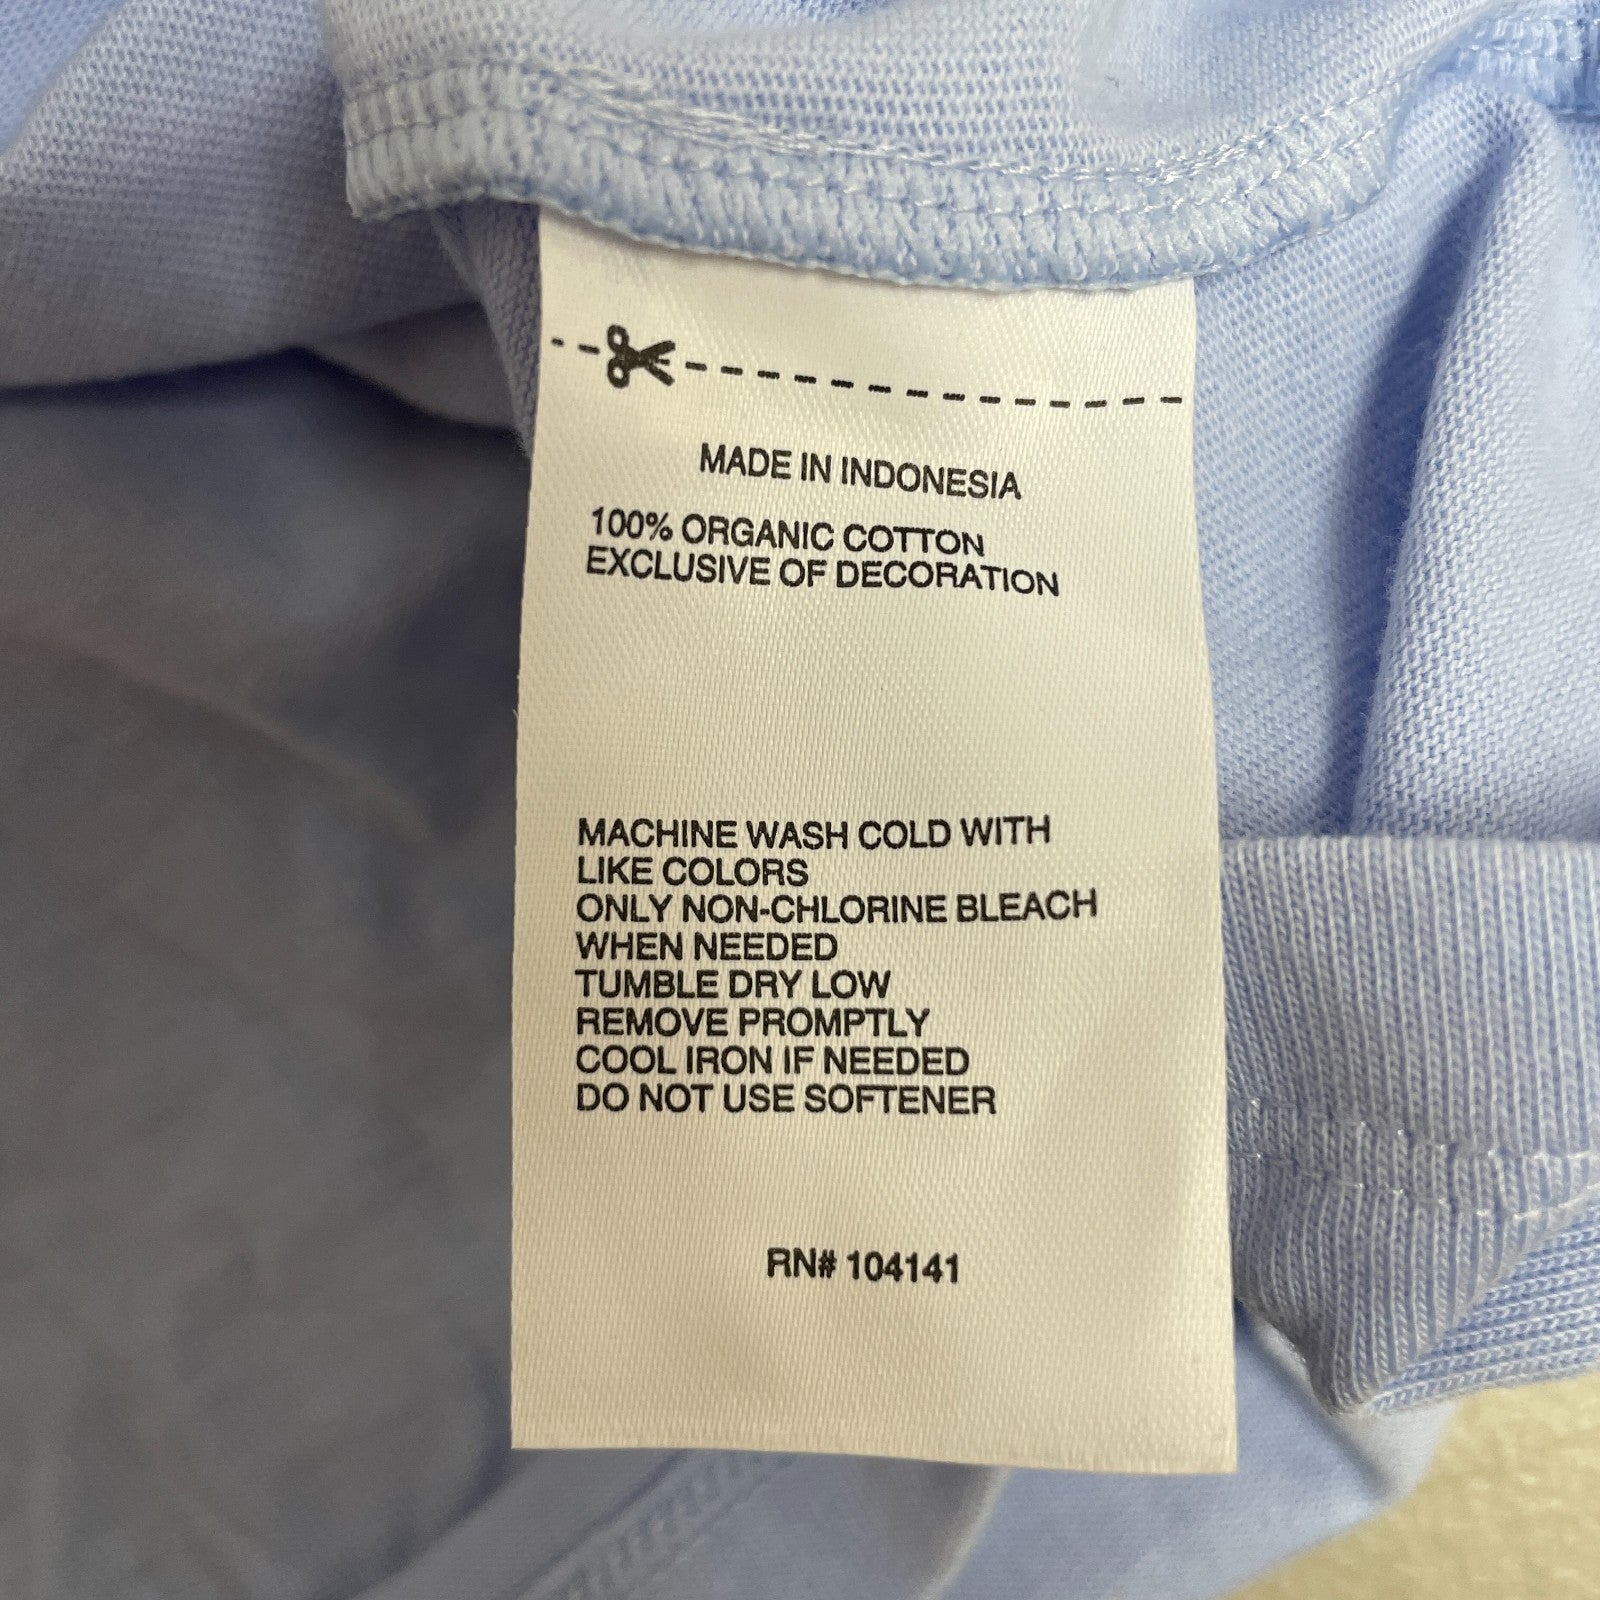 MADE IN INDONESIA
100% ORGANIC COTTON
EXCLUSIVE OF DECORATION
MACHINE WASH COLD WITH
LIKE COLORS
ONLY NON-CHLORINE BLEACH
WHEN NEEDED
TUMBLE DRY LOW
REMOVE PROMPTLY
COOL IRON IF NEEDED
DO NOT USE SOFTENER
RN# 104141